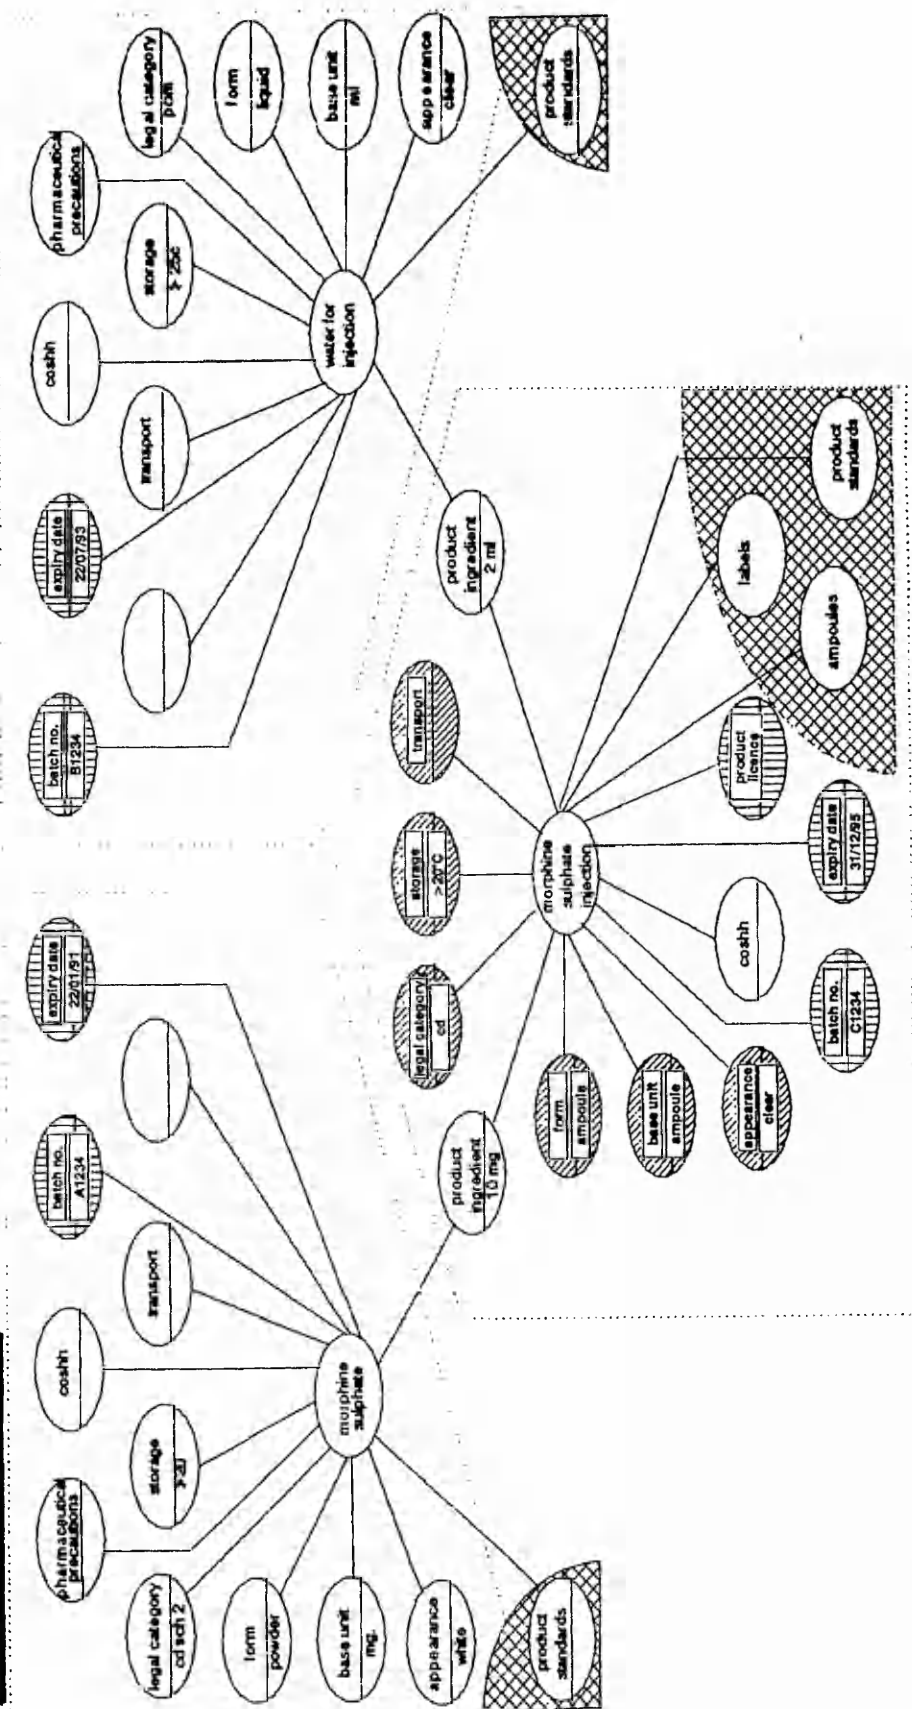 pharmaceutical
precautions
coshh
batch no.
A1234
expiry date
22/01/91
legal category
cd sch 2
storage
>20
transport
form
powder
base unit
mg.
appearance
white
product
standards
morphine
sulphate
product
ingredient
10 mg
batch no.
B1234
expiry date
22/07/93
coshh
pharmaceutical
precautions
transport
storage
> 25c
legal category
pom
form
liquid
base unit
ml
appearance
clear
product
standards
water for
injection
product
ingredient
2 ml
legal category
cd
storage
>20°C
transport
form
ampoule
base unit
ampoule
appearance
clear
morphine
sulphate
injection
batch no.
C1234
coshh
expiry date
31/12/95
product
licence
ampoules
labels
product
standards